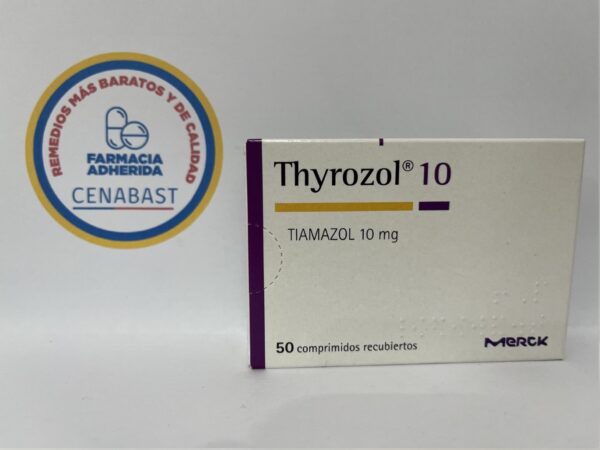 REMEDIOS MÁS BARATOS Y DE CALIDAD
FARMACIA
ADHERIDA
CENABAST
Thyrozol® 10
TIAMAZOL 10 mg
50 comprimidos recubiertos
MERCK